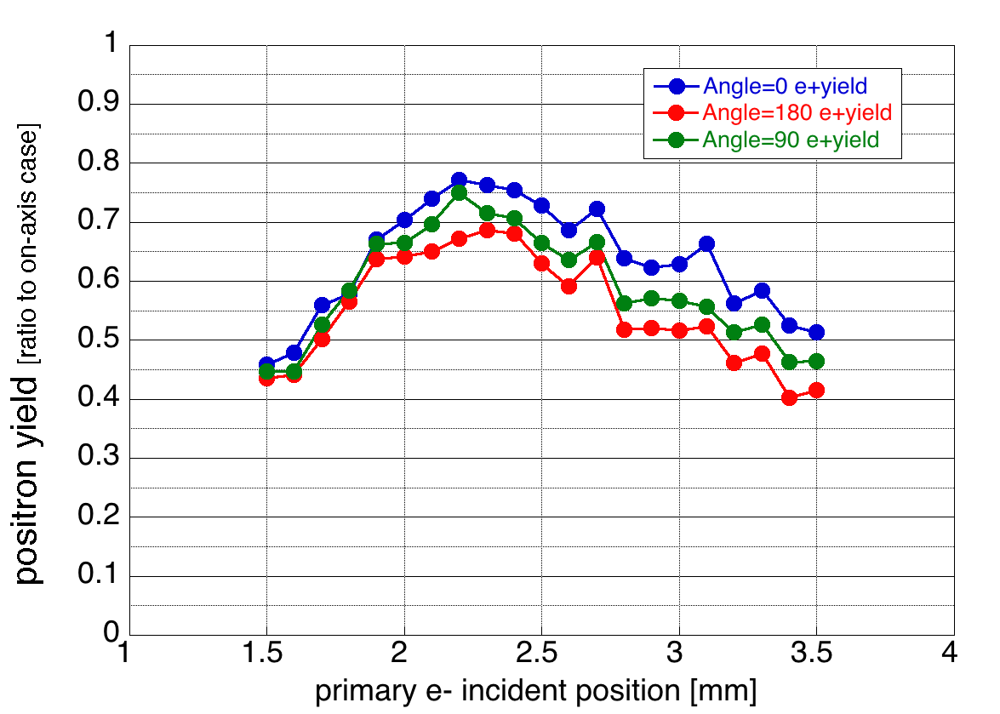 1
0.9
0.8
0.7
0.6
0.5
0.4
0.3
0.2
0.1
0
1 1.5 2 2.5 3 3.5 4
positron yield [ratio to on-axis case]
primary e- incident position [mm]
Angle=0 e+yield
Angle=180 e+yield
Angle=90 e+yield